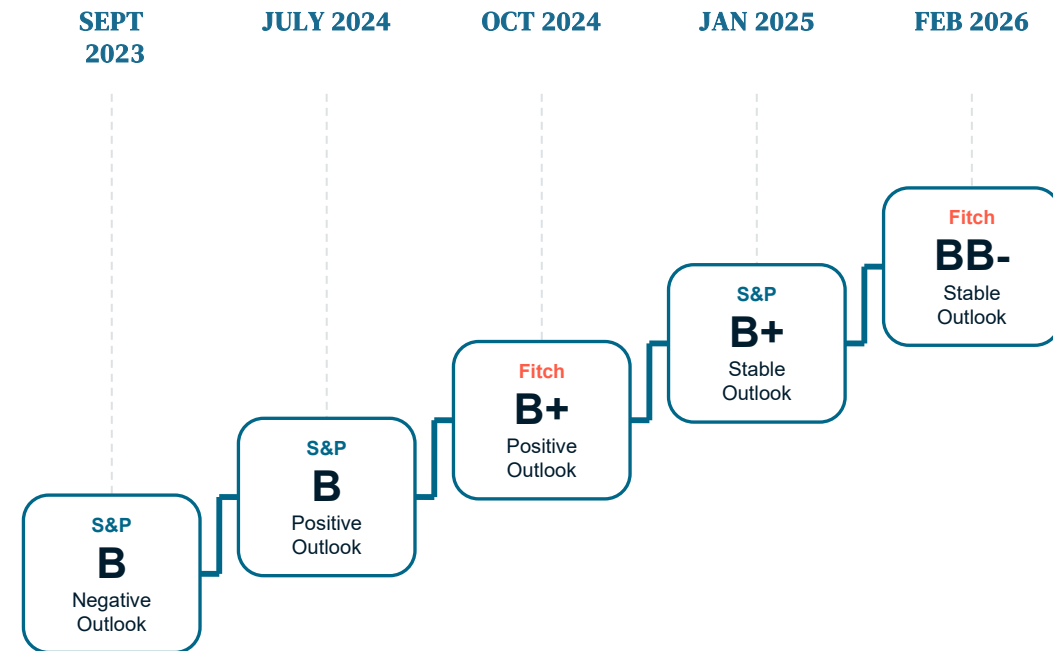 SEPT
2023
JULY 2024
OCT 2024
JAN 2025
FEB 2026
S&P
B
Negative
Outlook
S&P
B
Positive
Outlook
Fitch
B+
Positive
Outlook
S&P
B+
Stable
Outlook
Fitch
BB-
Stable
Outlook